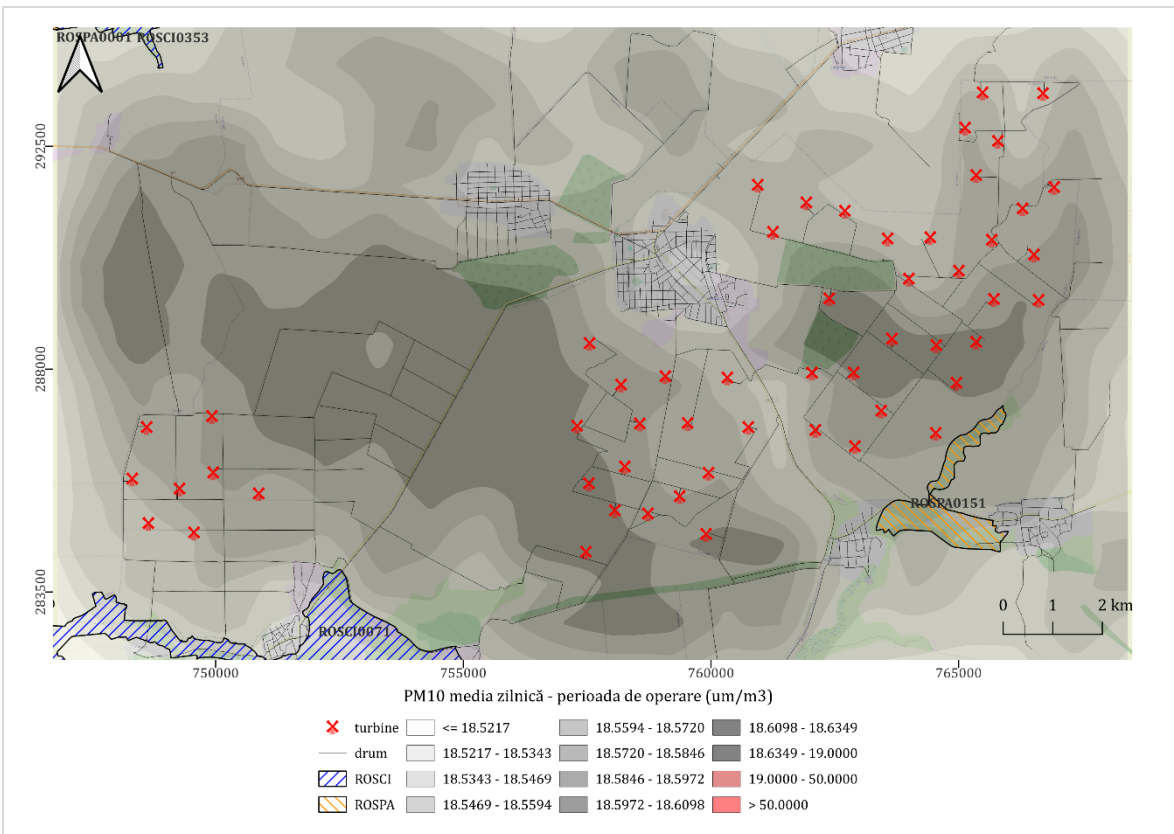 ROSPA0001 ROSCI0353
292500
288000
283500
ROSPA0151
ROSCI0071
0 1 2 km
750000 755000 760000 765000
PM10 media zilnică - perioada de operare (um/m3)
turbine <= 18.5217 18.5594 - 18.5720 18.6098 - 18.6349
drum 18.5217 - 18.5343 18.5720 - 18.5846 18.6349 - 19.0000
ROSCI 18.5343 - 18.5469 18.5846 - 18.5972 19.0000 - 50.0000
ROSPA 18.5469 - 18.5594 18.5972 - 18.6098 > 50.0000